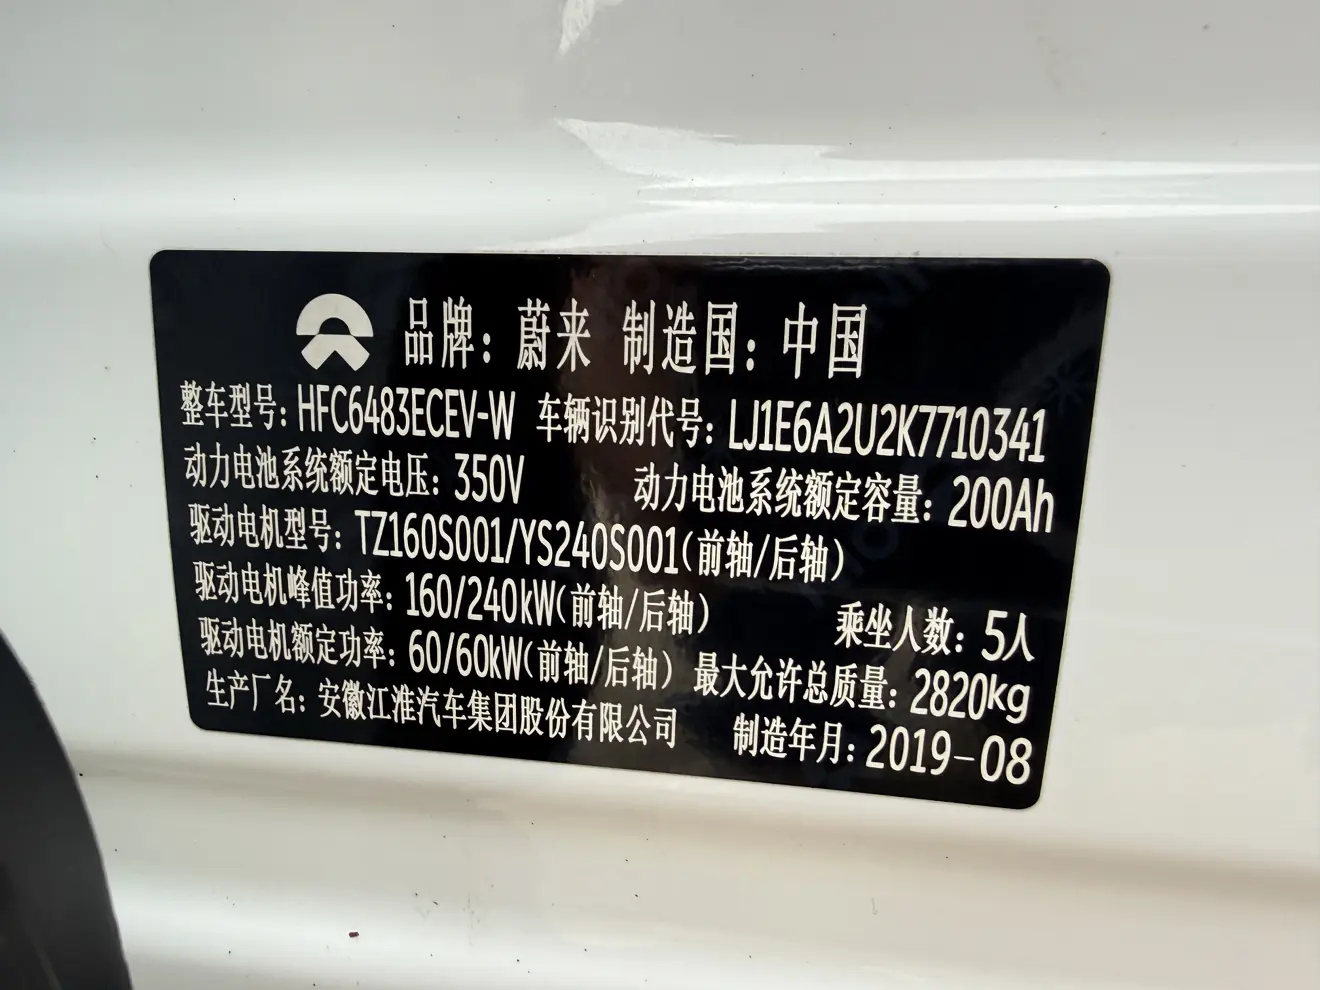 品牌：蔚来 制造国：中国
整车型号：HFC6483ECEV-W 车辆识别代号：LJ1E6A2U2K7710341
动力电池系统额定电压：350V 动力电池系统额定容量：200Ah
驱动电机型号：TZ160S001/YS240S001(前轴/后轴)
驱动电机峰值功率：160/240kW(前轴/后轴) 乘坐人数：5人
驱动电机额定功率：60/60kW(前轴/后轴) 最大允许总质量：2820kg
生产厂名：安徽江淮汽车集团股份有限公司 制造年月：2019-08